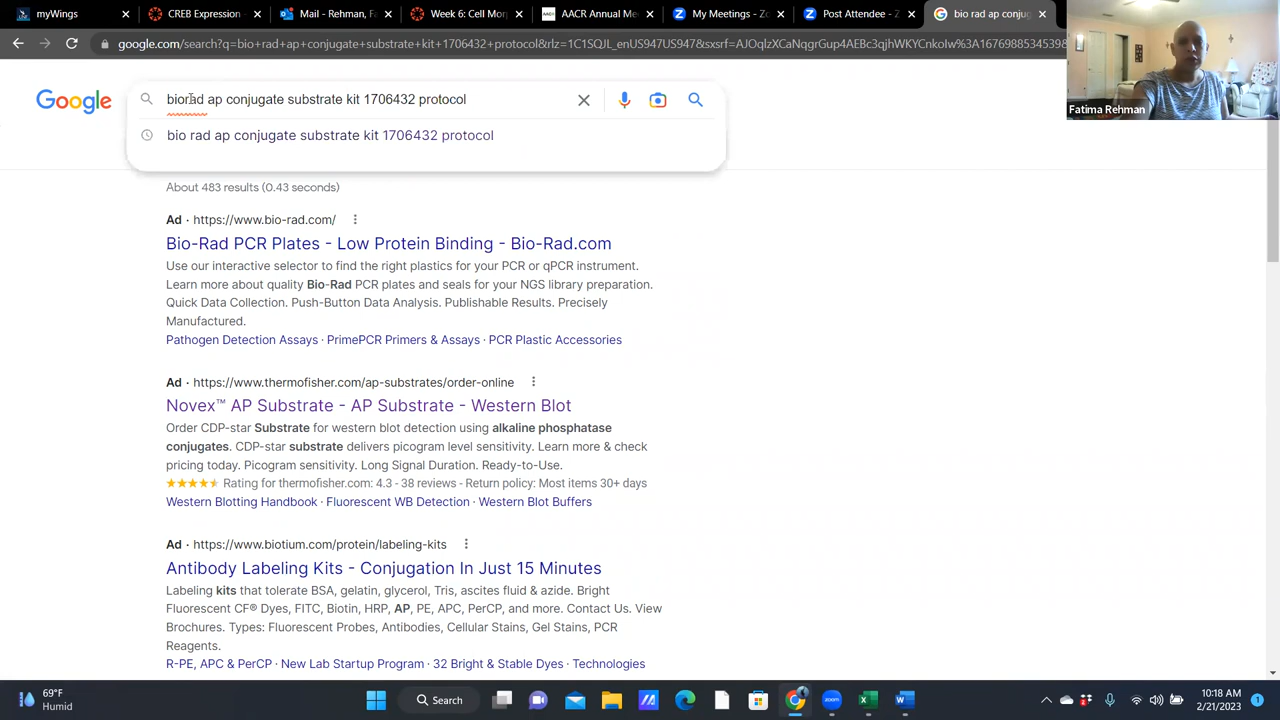 myWings
CREB Expression -
Mail - Rehman, Fa
Week 6: Cell Mor
AACR Annual Me
My Meetings - Zo
Post Attendee - Z
bio rad ap conjug
google.com/search?q=bio+rad+ap+conjugate+substrate+kit+1706432+protocol&rlz=1C1SQJL_enUS947US947&sxsrf=AJOqlzXCaNqgrGup4AEBc3qjhWKYCnkoIw%3A1676988534539&
Fatima Rehman
Google
biorad ap conjugate substrate kit 1706432 protocol
bio rad ap conjugate substrate kit 1706432 protocol
About 483 results (0.43 seconds)
Ad · https://www.bio-rad.com/
Bio-Rad PCR Plates - Low Protein Binding - Bio-Rad.com
Use our interactive selector to find the right plastics for your PCR or qPCR instrument.
Learn more about quality Bio-Rad PCR plates and seals for your NGS library preparation.
Quick Data Collection. Push-Button Data Analysis. Publishable Results. Precisely
Manufactured.
Pathogen Detection Assays · PrimePCR Primers & Assays · PCR Plastic Accessories
Ad · https://www.thermofisher.com/ap-substrates/order-online
Novex™ AP Substrate - AP Substrate - Western Blot
Order CDP-star Substrate for western blot detection using alkaline phosphatase
conjugates. CDP-star substrate delivers picogram level sensitivity. Learn more & check
pricing today. Picogram sensitivity. Long Signal Duration. Ready-to-Use.
Rating for thermofisher.com: 4.3 - 38 reviews - Return policy: Most items 30+ days
Western Blotting Handbook · Fluorescent WB Detection · Western Blot Buffers
Ad · https://www.biotium.com/protein/labeling-kits
Antibody Labeling Kits - Conjugation In Just 15 Minutes
Labeling kits that tolerate BSA, gelatin, glycerol, Tris, ascites fluid & azide. Bright
Fluorescent CF® Dyes, FITC, Biotin, HRP, AP, PE, APC, PerCP, and more. Contact Us. View
Brochures. Types: Fluorescent Probes, Antibodies, Cellular Stains, Gel Stains, PCR
Reagents.
R-PE, APC & PerCP · New Lab Startup Program · 32 Bright & Stable Dyes · Technologies
69°F
Humid
Search
zoom
10:18 AM
2/21/2023
1